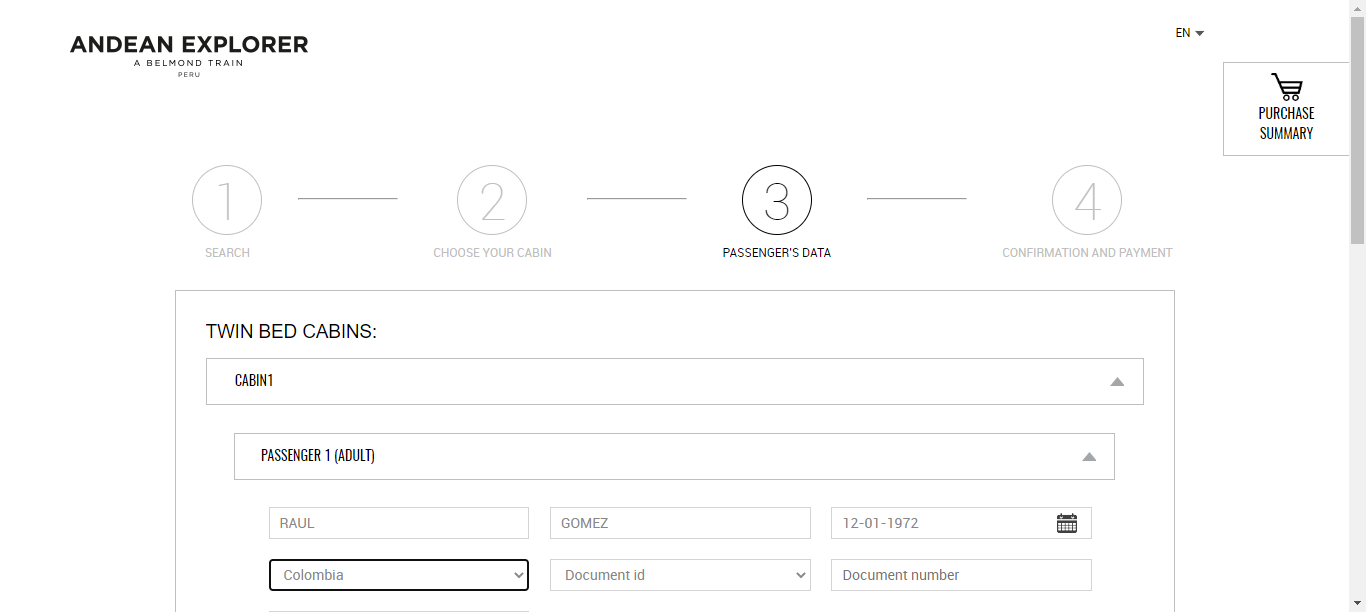 ANDEAN EXPLORER
A BELMOND TRAIN
PERU
EN
PURCHASE
SUMMARY
1
2
3
4
SEARCH
CHOOSE YOUR CABIN
PASSENGER'S DATA
CONFIRMATION AND PAYMENT
TWIN BED CABINS:
CABIN1
PASSENGER 1 (ADULT)
RAUL
GOMEZ
12-01-1972
Colombia
Document id
Document number